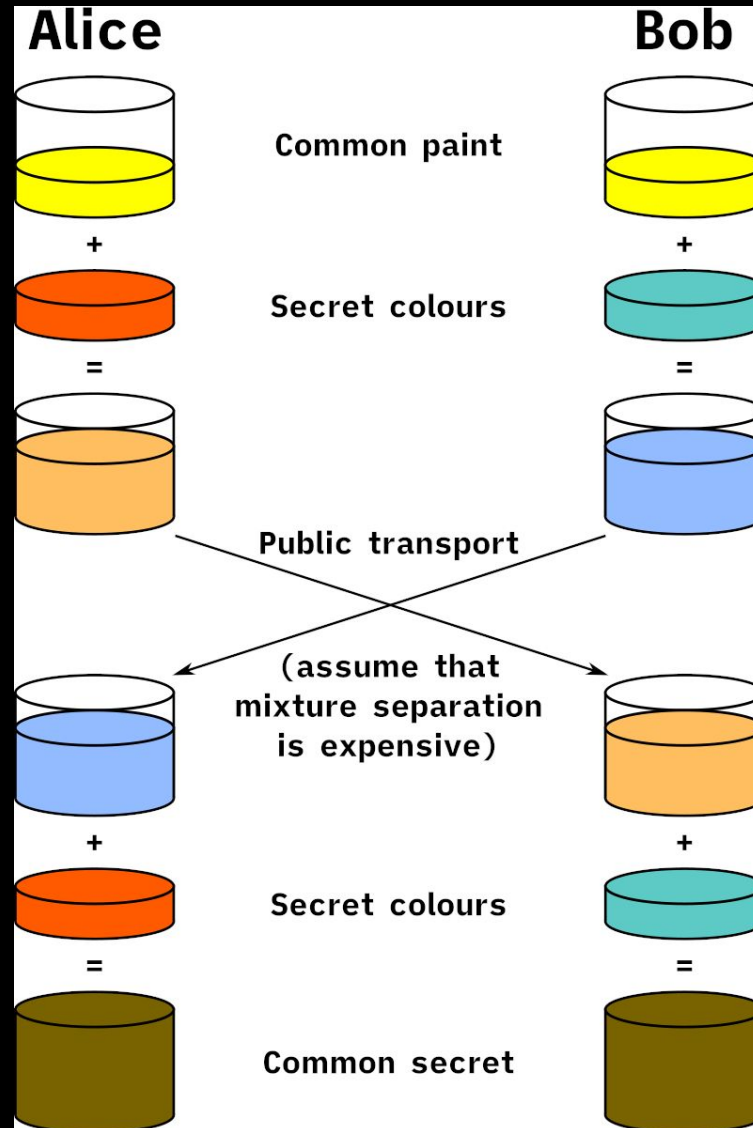 Alice Bob
Common paint
+ +
Secret colours
= =
Public transport
(assume that
mixture separation
is expensive)
+ +
Secret colours
= =
Common secret